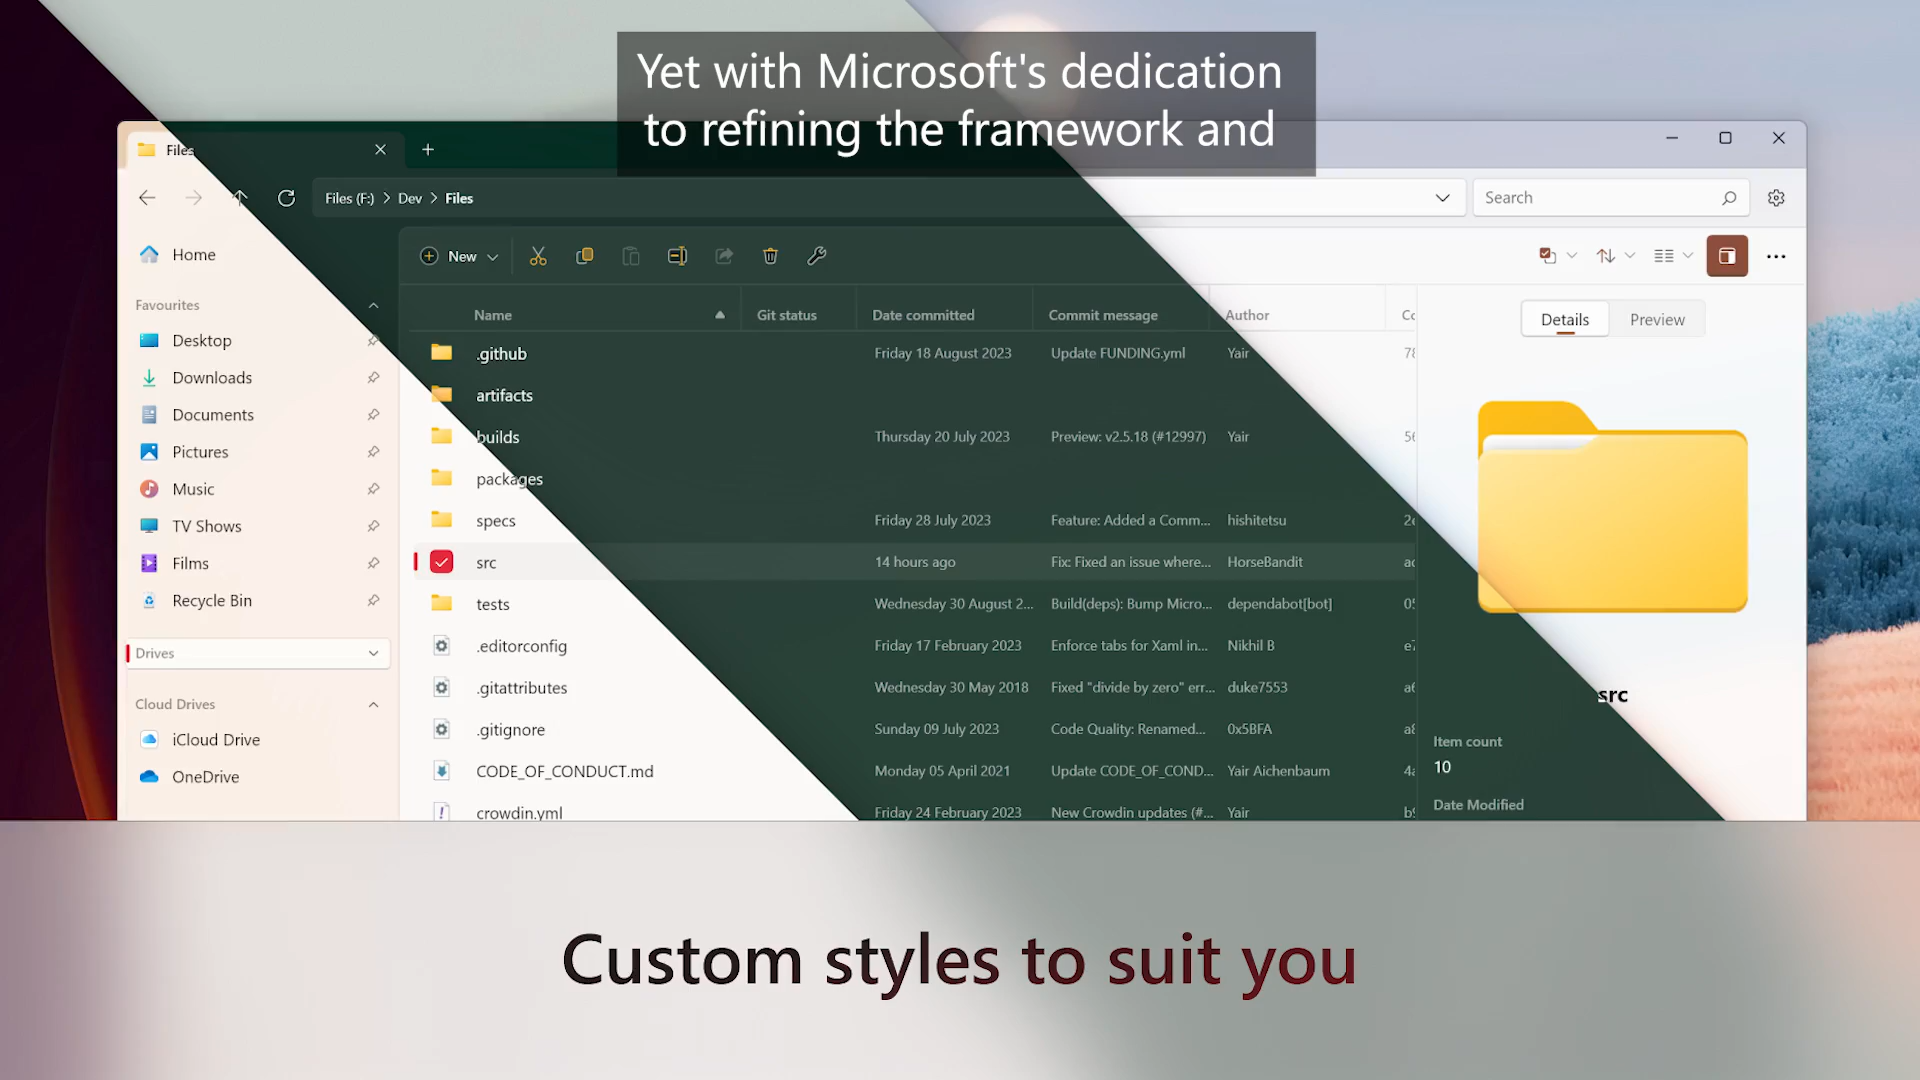 Yet with Microsoft's dedication
to refining the framework and
Files
Files (F:) Dev Files
Search
Home
Favourites
Desktop
Downloads
Documents
Pictures
Music
TV Shows
Films
Recycle Bin
Drives
Cloud Drives
iCloud Drive
OneDrive
New
Name Git status Date committed Commit message Author
.github Friday 18 August 2023 Update FUNDING.yml Yair
artifacts
builds Thursday 20 July 2023 Preview: v2.5.18 (#12997) Yair
packages
specs Friday 28 July 2023 Feature: Added a Comm... hishitetsu
src 14 hours ago Fix: Fixed an issue where... HorseBandit
tests Wednesday 30 August 2... Build(deps): Bump Micro... dependabot[bot]
.editorconfig Friday 17 February 2023 Enforce tabs for Xaml in... Nikhil B
.gitattributes Wednesday 30 May 2018 Fixed "divide by zero" err... duke7553
.gitignore Sunday 09 July 2023 Code Quality: Renamed... 0x5BFA
CODE_OF_CONDUCT.md Monday 05 April 2021 Update CODE_OF_COND... Yair Aichenbaum
crowdin.yml Friday 24 February 2023 New Crowdin updates (#... Yair
Details Preview
src
Item count
10
Date Modified
Custom styles to suit you